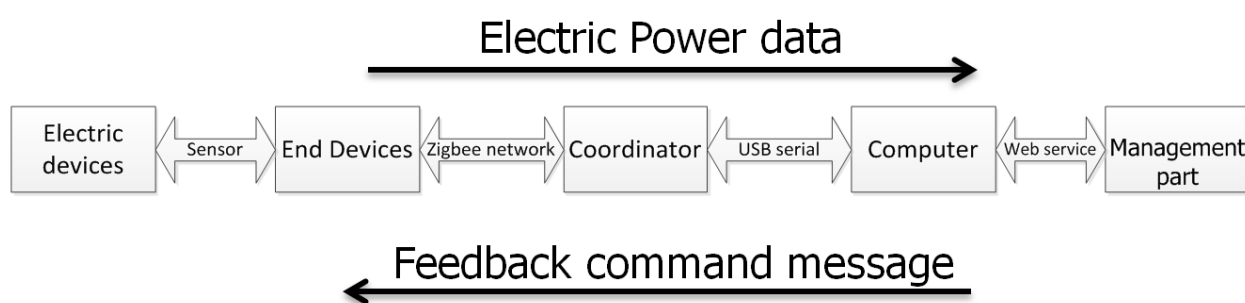 Electric Power data
Electric
devices
Sensor
End Devices
Zigbee network
Coordinator
USB serial
Computer
Web service
Management
part
Feedback command message